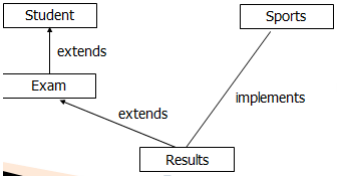 Student
Sports
extends
Exam
implements
extends
Results